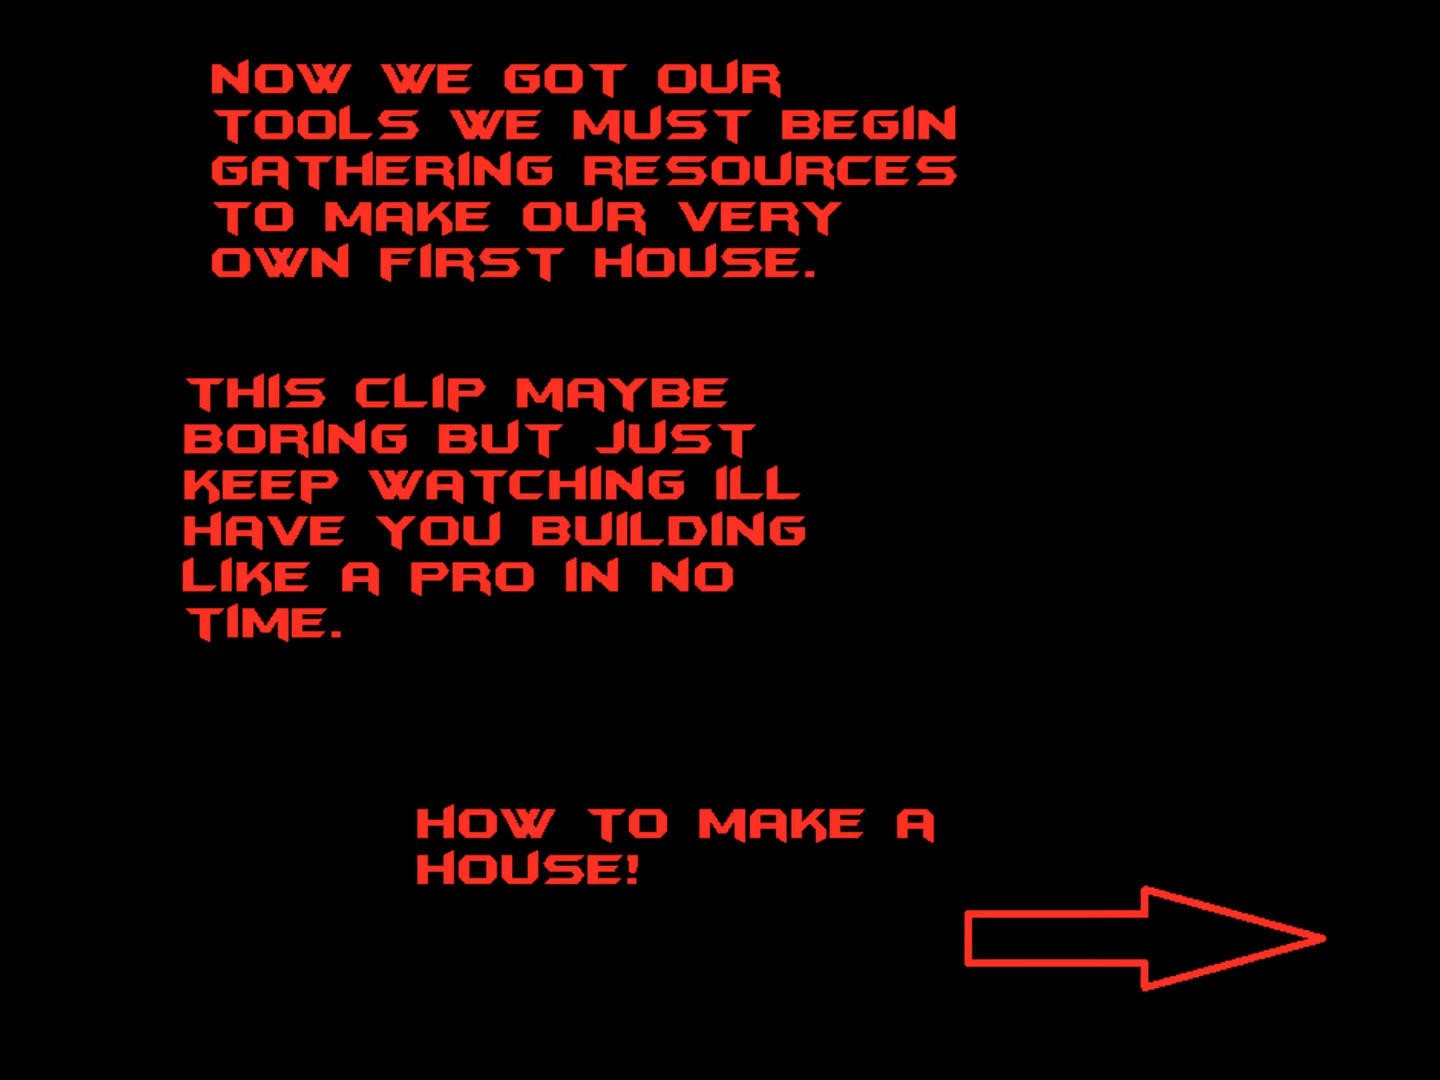 NOW WE GOT OUR
TOOLS WE MUST BEGIN
GATHERING RESOURCES
TO MAKE OUR VERY
OWN FIRST HOUSE.
THIS CLIP MAYBE
BORING BUT JUST
KEEP WATCHING ILL
HAVE YOU BUILDING
LIKE A PRO IN NO
TIME.
HOW TO MAKE A
HOUSE!